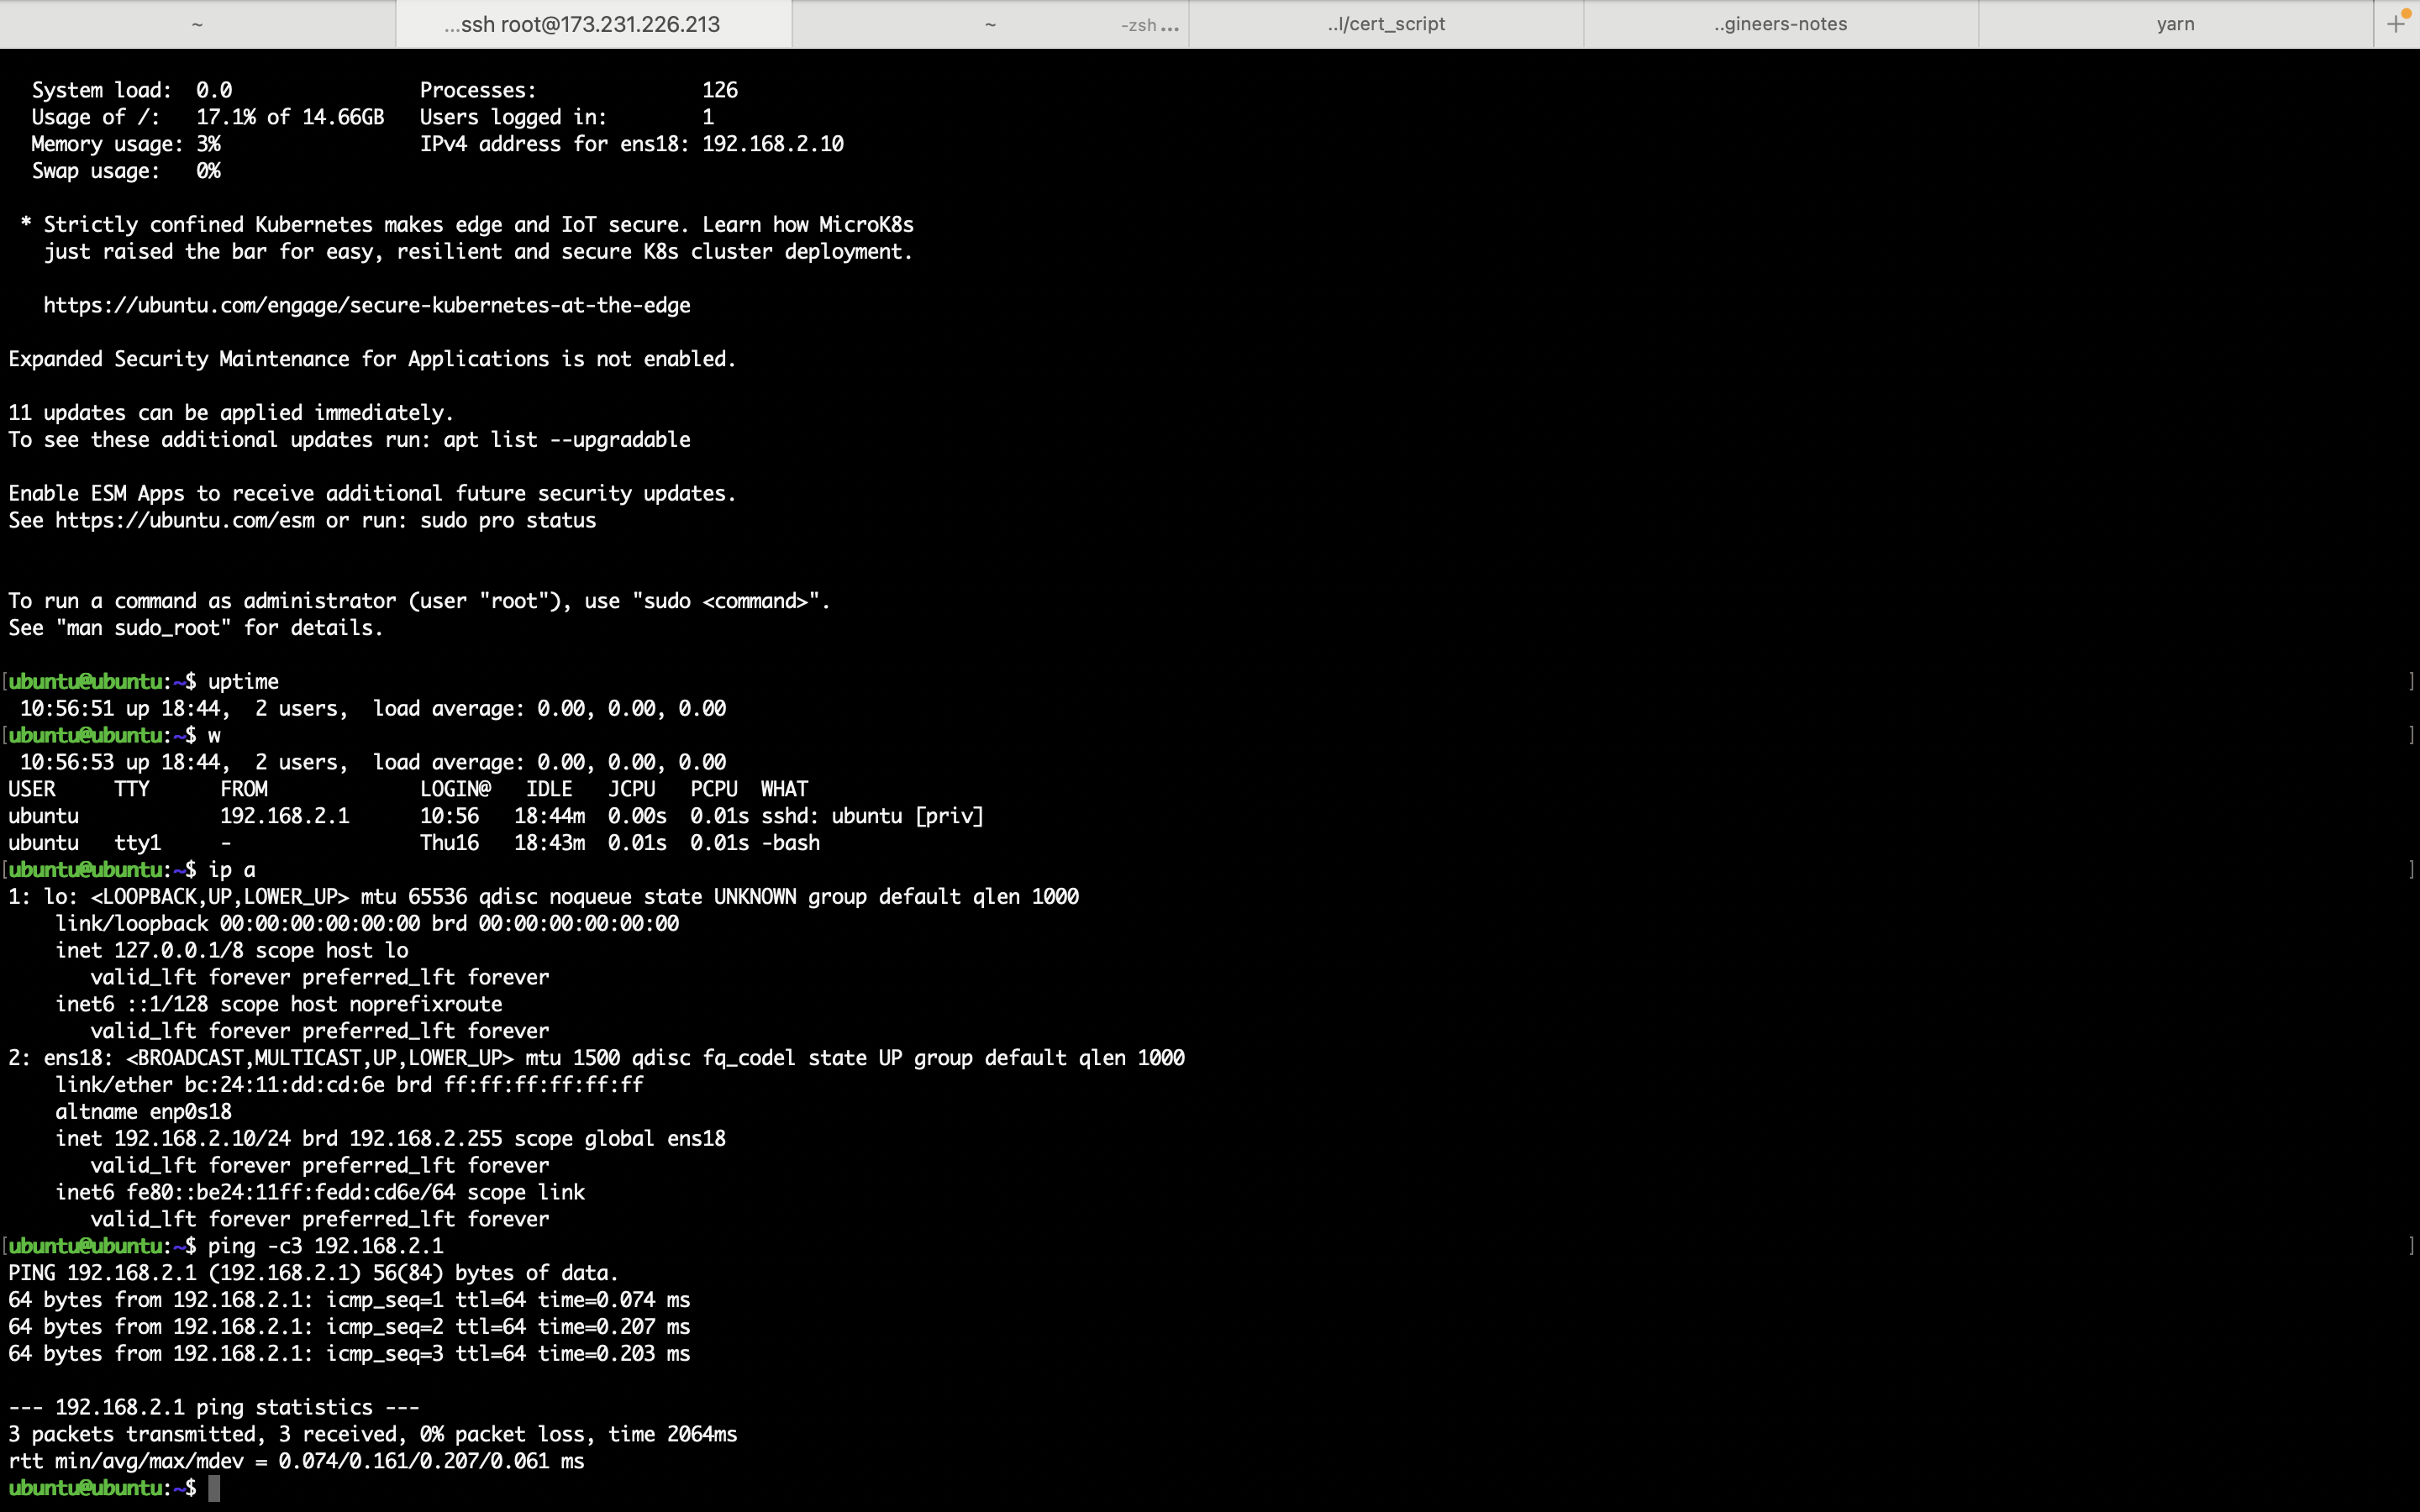 ~
...ssh root@173.231.226.213
~
-zsh ...
..l/cert_script
..gineers-notes
yarn
+
System load:  0.0                Processes:              126
Usage of /:   17.1% of 14.66GB   Users logged in:        1
Memory usage: 3%                 IPv4 address for ens18: 192.168.2.10
Swap usage:   0%
* Strictly confined Kubernetes makes edge and IoT secure. Learn how MicroK8s
just raised the bar for easy, resilient and secure K8s cluster deployment.
https://ubuntu.com/engage/secure-kubernetes-at-the-edge
Expanded Security Maintenance for Applications is not enabled.
11 updates can be applied immediately.
To see these additional updates run: apt list --upgradable
Enable ESM Apps to receive additional future security updates.
See https://ubuntu.com/esm or run: sudo pro status
To run a command as administrator (user "root"), use "sudo <command>".
See "man sudo_root" for details.
[ubuntu@ubuntu:~$ uptime ]
10:56:51 up 18:44,  2 users,  load average: 0.00, 0.00, 0.00
[ubuntu@ubuntu:~$ w ]
10:56:53 up 18:44,  2 users,  load average: 0.00, 0.00, 0.00
USER     TTY      FROM             LOGIN@   IDLE   JCPU   PCPU  WHAT
ubuntu            192.168.2.1      10:56   18:44m  0.00s  0.01s sshd: ubuntu [priv]
ubuntu   tty1     -                Thu16   18:43m  0.01s  0.01s -bash
[ubuntu@ubuntu:~$ ip a ]
1: lo: <LOOPBACK,UP,LOWER_UP> mtu 65536 qdisc noqueue state UNKNOWN group default qlen 1000
link/loopback 00:00:00:00:00:00 brd 00:00:00:00:00:00
inet 127.0.0.1/8 scope host lo
valid_lft forever preferred_lft forever
inet6 ::1/128 scope host noprefixroute
valid_lft forever preferred_lft forever
2: ens18: <BROADCAST,MULTICAST,UP,LOWER_UP> mtu 1500 qdisc fq_codel state UP group default qlen 1000
link/ether bc:24:11:dd:cd:6e brd ff:ff:ff:ff:ff:ff
altname enp0s18
inet 192.168.2.10/24 brd 192.168.2.255 scope global ens18
valid_lft forever preferred_lft forever
inet6 fe80::be24:11ff:fedd:cd6e/64 scope link
valid_lft forever preferred_lft forever
[ubuntu@ubuntu:~$ ping -c3 192.168.2.1 ]
PING 192.168.2.1 (192.168.2.1) 56(84) bytes of data.
64 bytes from 192.168.2.1: icmp_seq=1 ttl=64 time=0.074 ms
64 bytes from 192.168.2.1: icmp_seq=2 ttl=64 time=0.207 ms
64 bytes from 192.168.2.1: icmp_seq=3 ttl=64 time=0.203 ms
--- 192.168.2.1 ping statistics ---
3 packets transmitted, 3 received, 0% packet loss, time 2064ms
rtt min/avg/max/mdev = 0.074/0.161/0.207/0.061 ms
ubuntu@ubuntu:~$